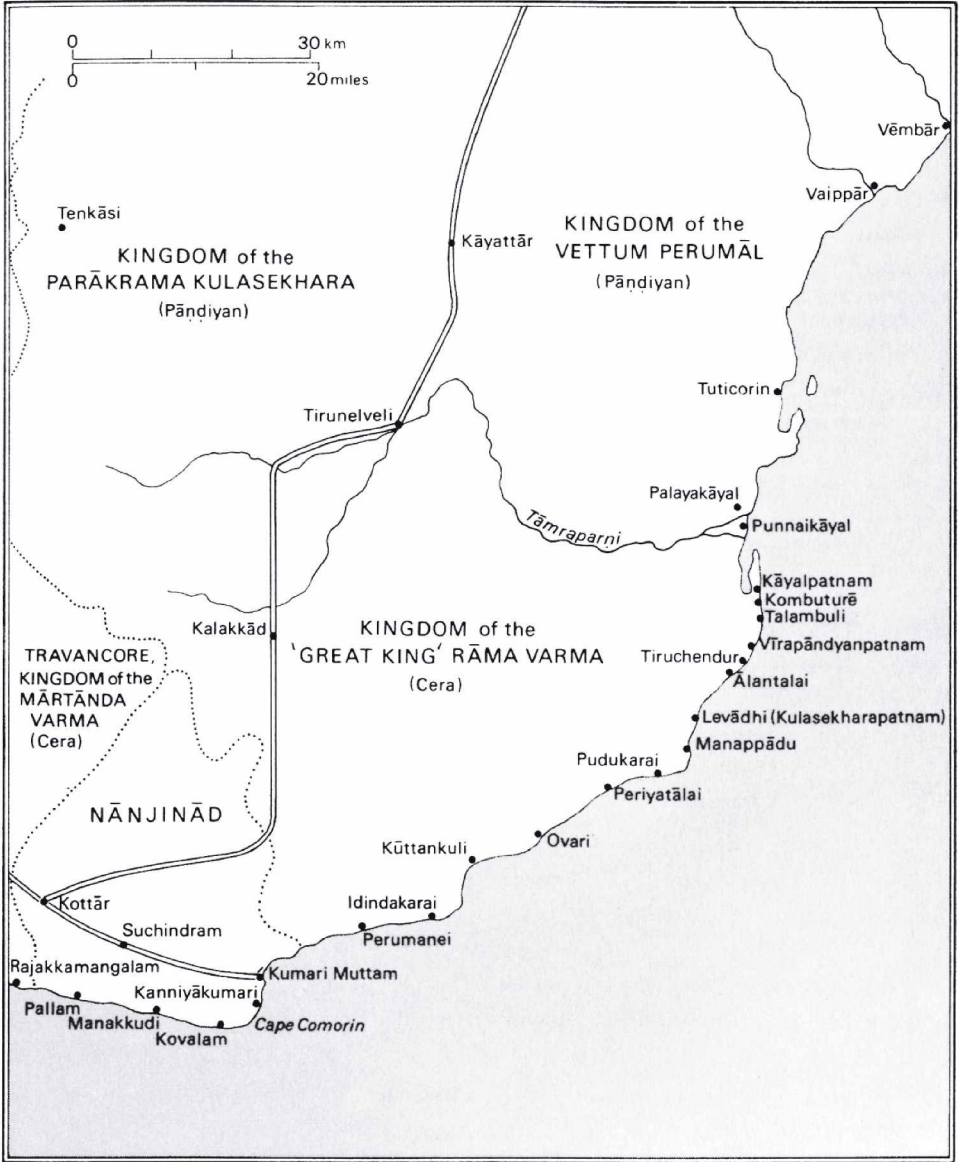 0 30 km
0 20 miles
Vēmbār
Vaippār
Tenkāsi
KINGDOM of the
PARĀKRAMA KULASEKHARA
(Pāṇḍiyan)
Kāyattār
KINGDOM of the
VETTUM PERUMĀL
(Pāṇḍiyan)
Tuticorin
Tirunelveli
Palayakāyal
Punnaikāyal
Tāmraparṇi
Kāyalpatnam
Kombuturē
Talambuli
Kalakkād
KINGDOM of the
'GREAT KING' RĀMA VARMA
(Cera)
Vīrapāndyanpatnam
Tiruchendur
Ālantalai
TRAVANCORE,
KINGDOM of the
MĀRTĀNDA
VARMA
(Cera)
Levādhi (Kulasekharapatnam)
Manappādu
Pudukarai
Periyatālai
NĀNJINĀD
Ovari
Kūttankuli
Kottār
Idindakarai
Perumanei
Suchindram
Rajakkamangalam
Kumari Muttam
Kanniyākumari
Pallam
Manakkudi
Kovalam
Cape Comorin